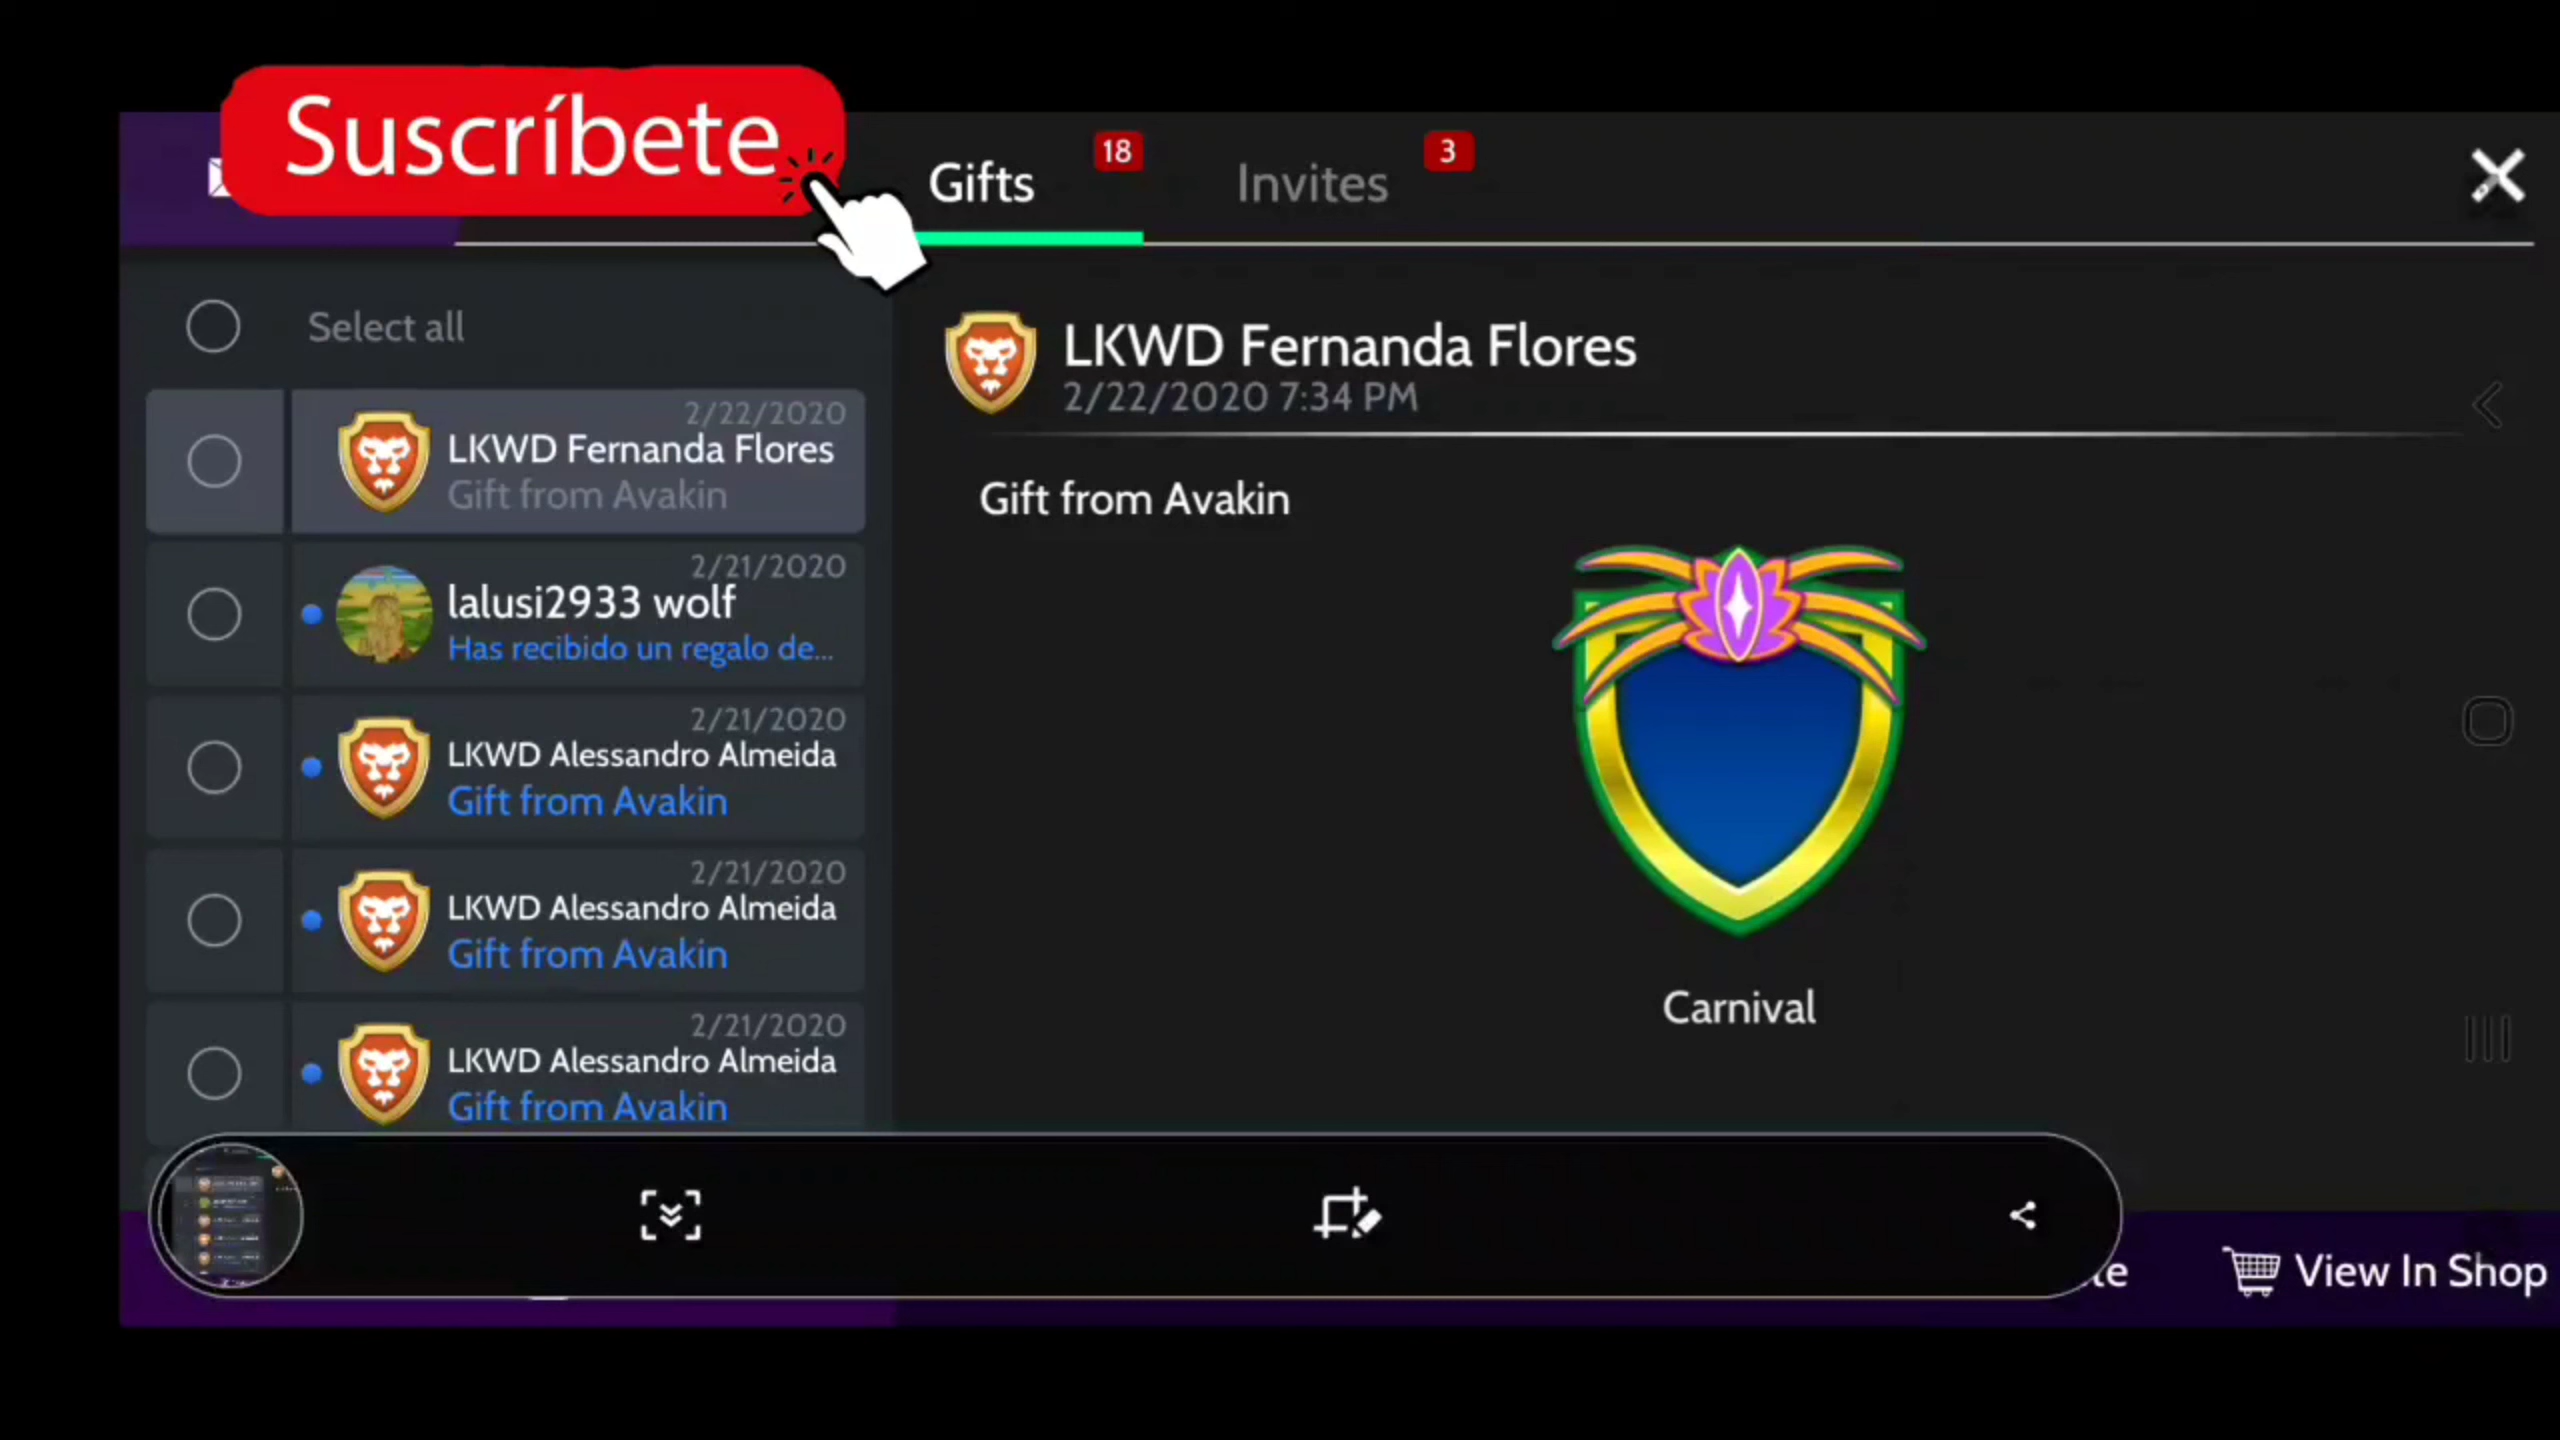 Suscríbete
Gifts
18
Invites
3
Select all
2/22/2020
LKWD Fernanda Flores
Gift from Avakin
2/21/2020
lalusi2933 wolf
Has recibido un regalo de...
2/21/2020
LKWD Alessandro Almeida
Gift from Avakin
2/21/2020
LKWD Alessandro Almeida
Gift from Avakin
2/21/2020
LKWD Alessandro Almeida
Gift from Avakin
LKWD Fernanda Flores
2/22/2020 7:34 PM
Gift from Avakin
Carnival
View In Shop